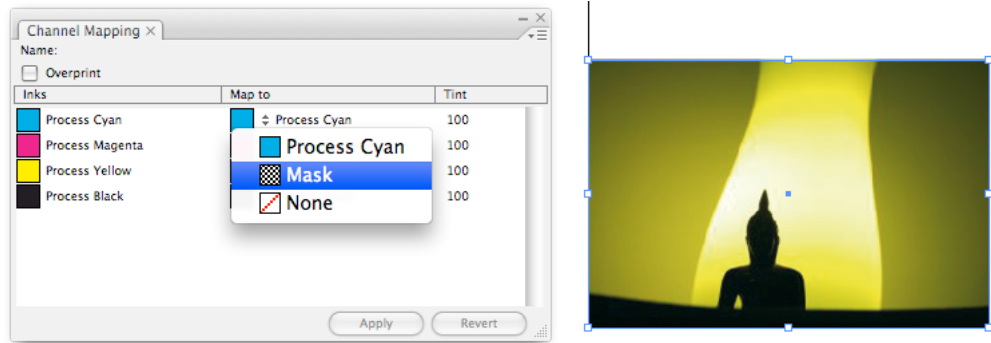 Channel Mapping ×
Name:
Overprint
Inks Map to Tint
Process Cyan Process Cyan 100
Process Magenta 100
Process Yellow 100
Process Black 100
Process Cyan
Mask
None
Apply Revert